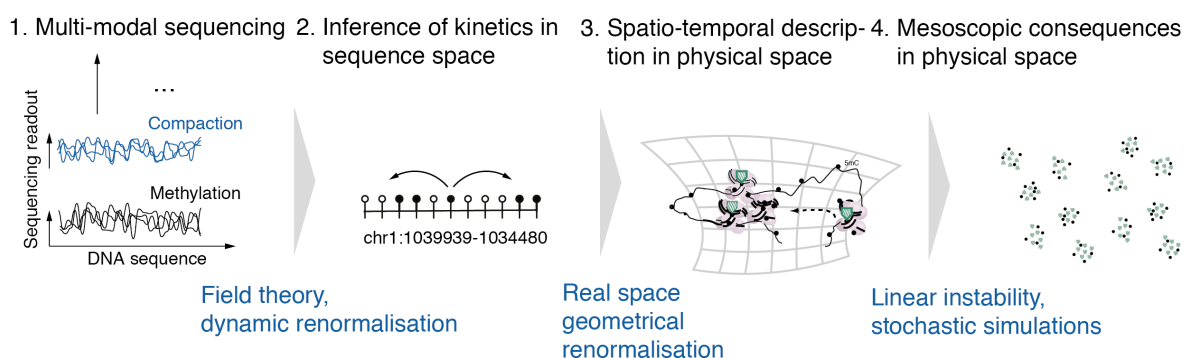 1. Multi-modal sequencing
2. Inference of kinetics in
sequence space
3. Spatio-temporal descrip-
tion in physical space
4. Mesoscopic consequences
in physical space
...
Sequencing readout
Compaction
Methylation
DNA sequence
chr1:1039939-1034480
5mC
Field theory,
dynamic renormalisation
Real space
geometrical
renormalisation
Linear instability,
stochastic simulations